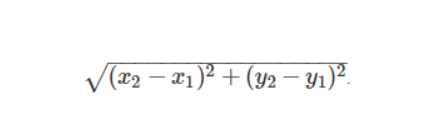 √(x₂ − x₁)² + (y₂ − y₁)².